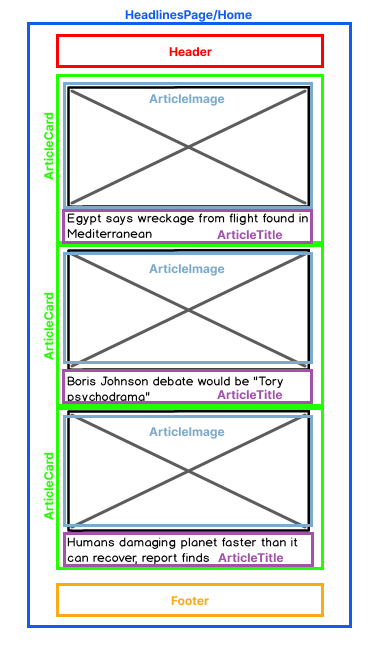 HeadlinesPage/Home
Header
ArticleCard
ArticleImage
Egypt says wreckage from flight found in
Mediterranean
ArticleTitle
ArticleCard
ArticleImage
Boris Johnson debate would be "Tory
psychodrama"
ArticleTitle
ArticleCard
ArticleImage
Humans damaging planet faster than it
can recover, report finds
ArticleTitle
Footer